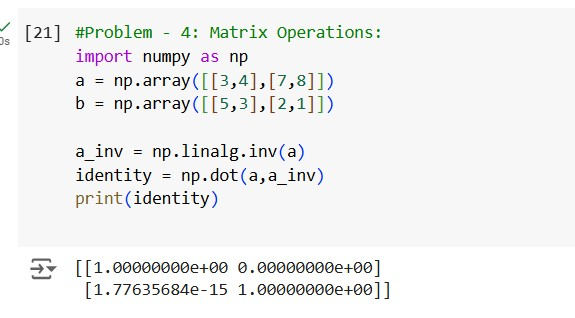 [21] #Problem - 4: Matrix Operations:
import numpy as np
a = np.array([[3,4],[7,8]])
b = np.array([[5,3],[2,1]])
a_inv = np.linalg.inv(a)
0s
identity = np.dot(a,a_inv)
print(identity)
[[1.00000000e+00 0.00000000e+00]
[1.77635684e-15 1.00000000e+00]]